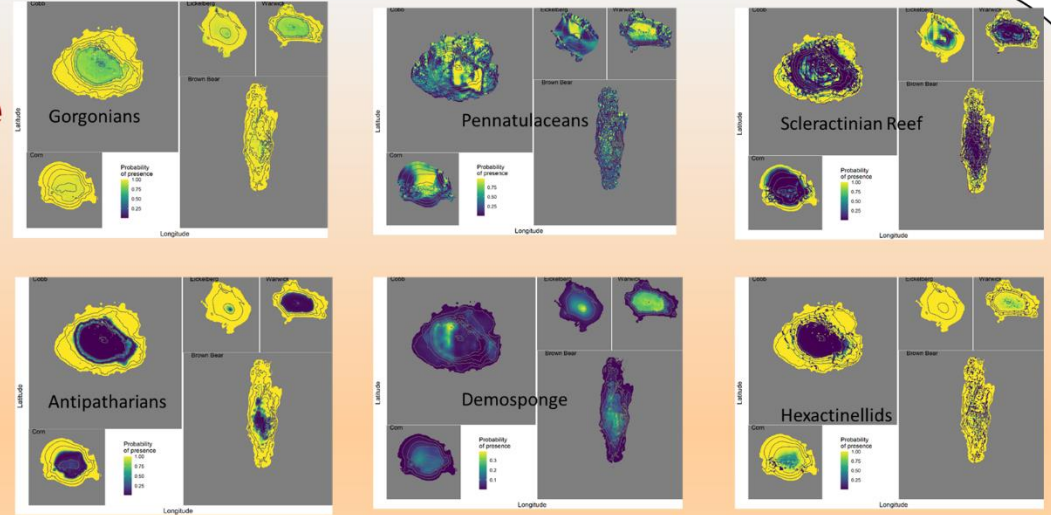 Cobb
Eickelberg
Warwick
Brown Bear
Gorgonians
Corn
Latitude
Longitude
Probability
of presence
1.00
0.75
0.50
0.25
Cobb
Eickelberg
Warwick
Brown Bear
Pennatulaceans
Corn
Latitude
Longitude
Probability
of presence
0.75
0.50
0.25
Cobb
Eickelberg
Warwick
Brown Bear
Scleractinian Reef
Corn
Latitude
Longitude
Probability
of presence
1.00
0.75
0.50
0.25
Cobb
Eickelberg
Warwick
Brown Bear
Antipatharians
Corn
Latitude
Longitude
Probability
of presence
1.00
0.75
0.50
0.25
Cobb
Eickelberg
Warwick
Brown Bear
Demosponge
Corn
Latitude
Longitude
Probability
of presence
0.3
0.2
0.1
Cobb
Eickelberg
Warwick
Brown Bear
Hexactinellids
Corn
Latitude
Longitude
Probability
of presence
1.00
0.75
0.50
0.25